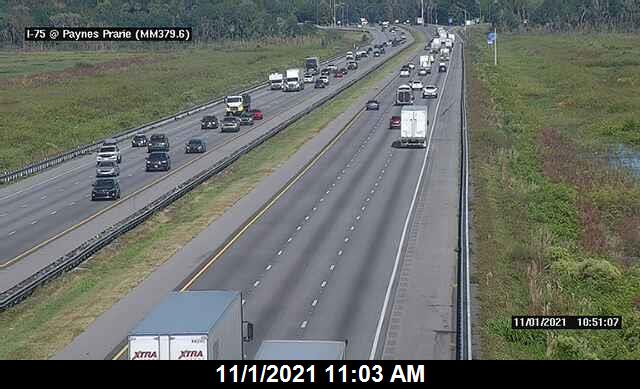 I-75 @ Paynes Prarie (MM379.6)
11/01/2021 10:51:07
XTRA XTRA
11/1/2021 11:03 AM